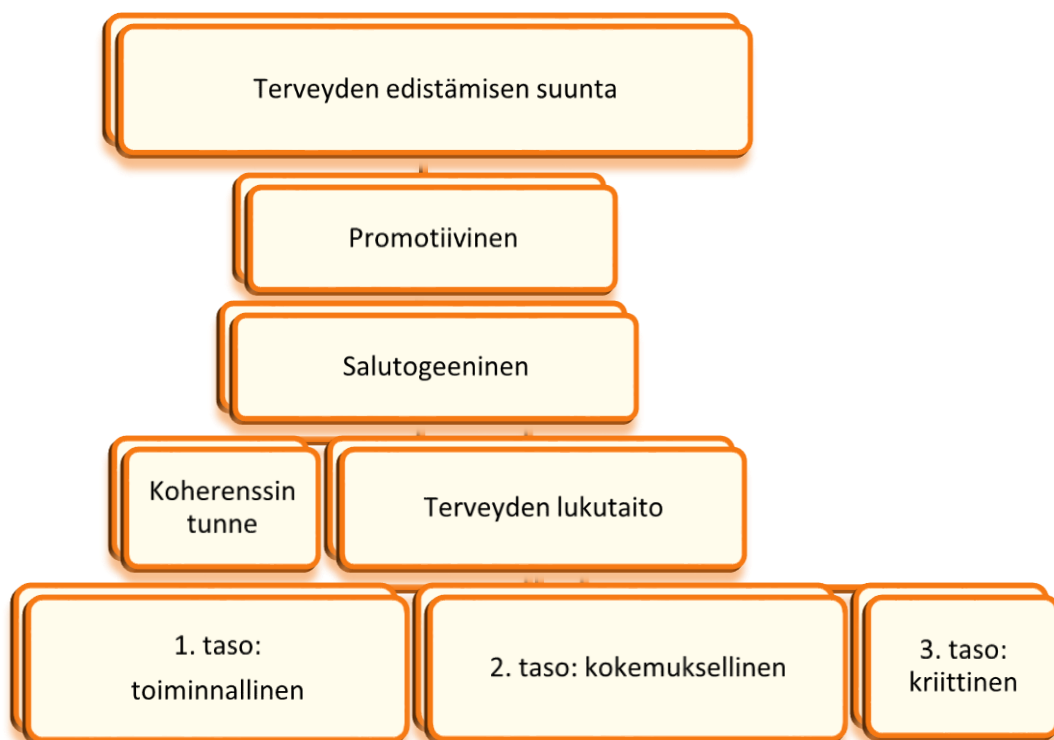 Terveyden edistämisen suunta
Promotiivinen
Salutogeeninen
Koherenssin
tunne
Terveyden lukutaito
1. taso:
toiminnallinen
2. taso: kokemuksellinen
3. taso:
kriittinen